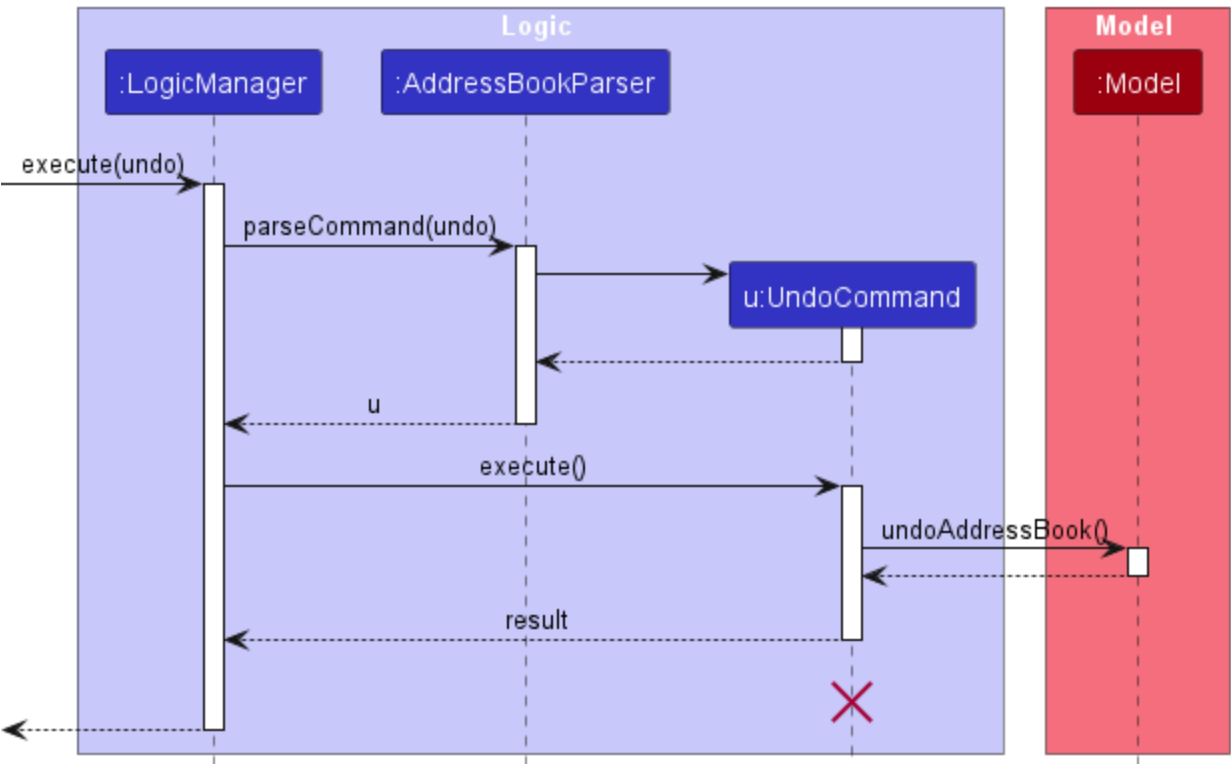 Logic
Model
:LogicManager
:AddressBookParser
:Model
execute(undo)
parseCommand(undo)
u:UndoCommand
u
execute()
undoAddressBook()
result